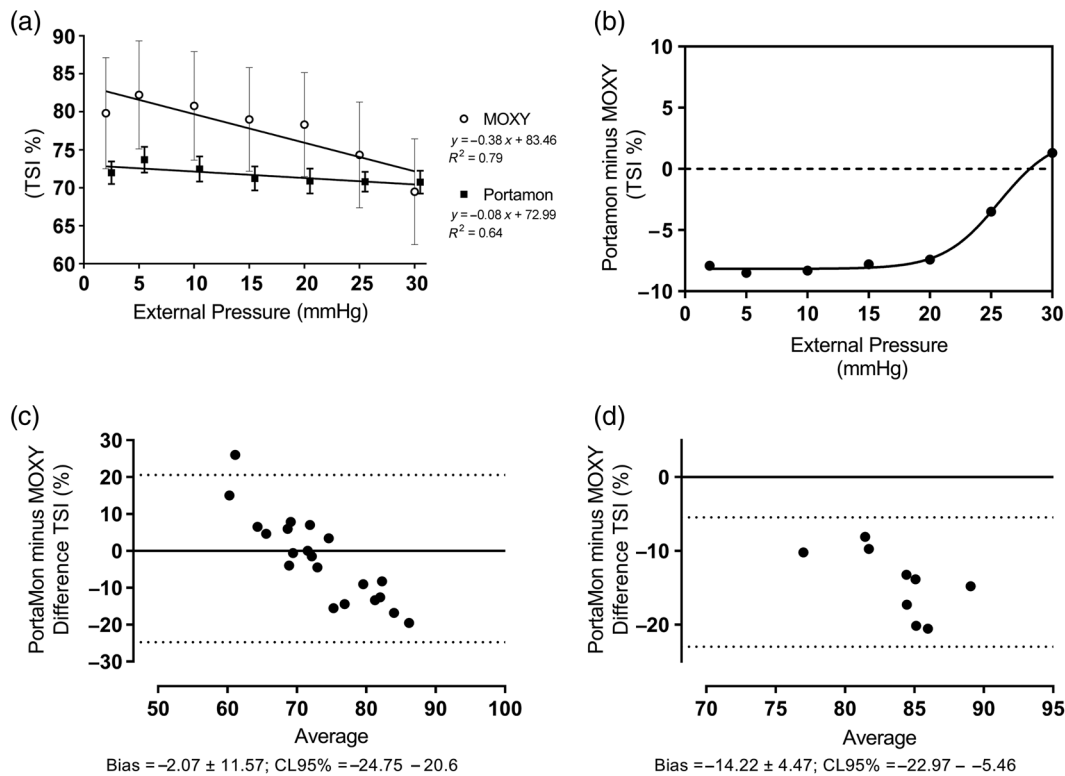 (a)
(TSI %)
90
85
80
75
70
65
60
0 5 10 15 20 25 30
External Pressure (mmHg)
MOXY
y = −0.38 x + 83.46
R² = 0.79
Portamon
y = −0.08 x + 72.99
R² = 0.64
(b)
Portamon minus MOXY
(TSI %)
10
5
0
−5
−10
0 5 10 15 20 25 30
External Pressure
(mmHg)
(c)
PortaMon minus MOXY
Difference TSI (%)
30
20
10
0
−10
−20
−30
50 60 70 80 90 100
Average
Bias = −2.07 ± 11.57; CL95% = −24.75 − 20.6
(d)
PortaMon minus MOXY
Difference TSI (%)
0
−10
−20
70 75 80 85 90 95
Average
Bias = −14.22 ± 4.47; CL95% = −22.97 − −5.46